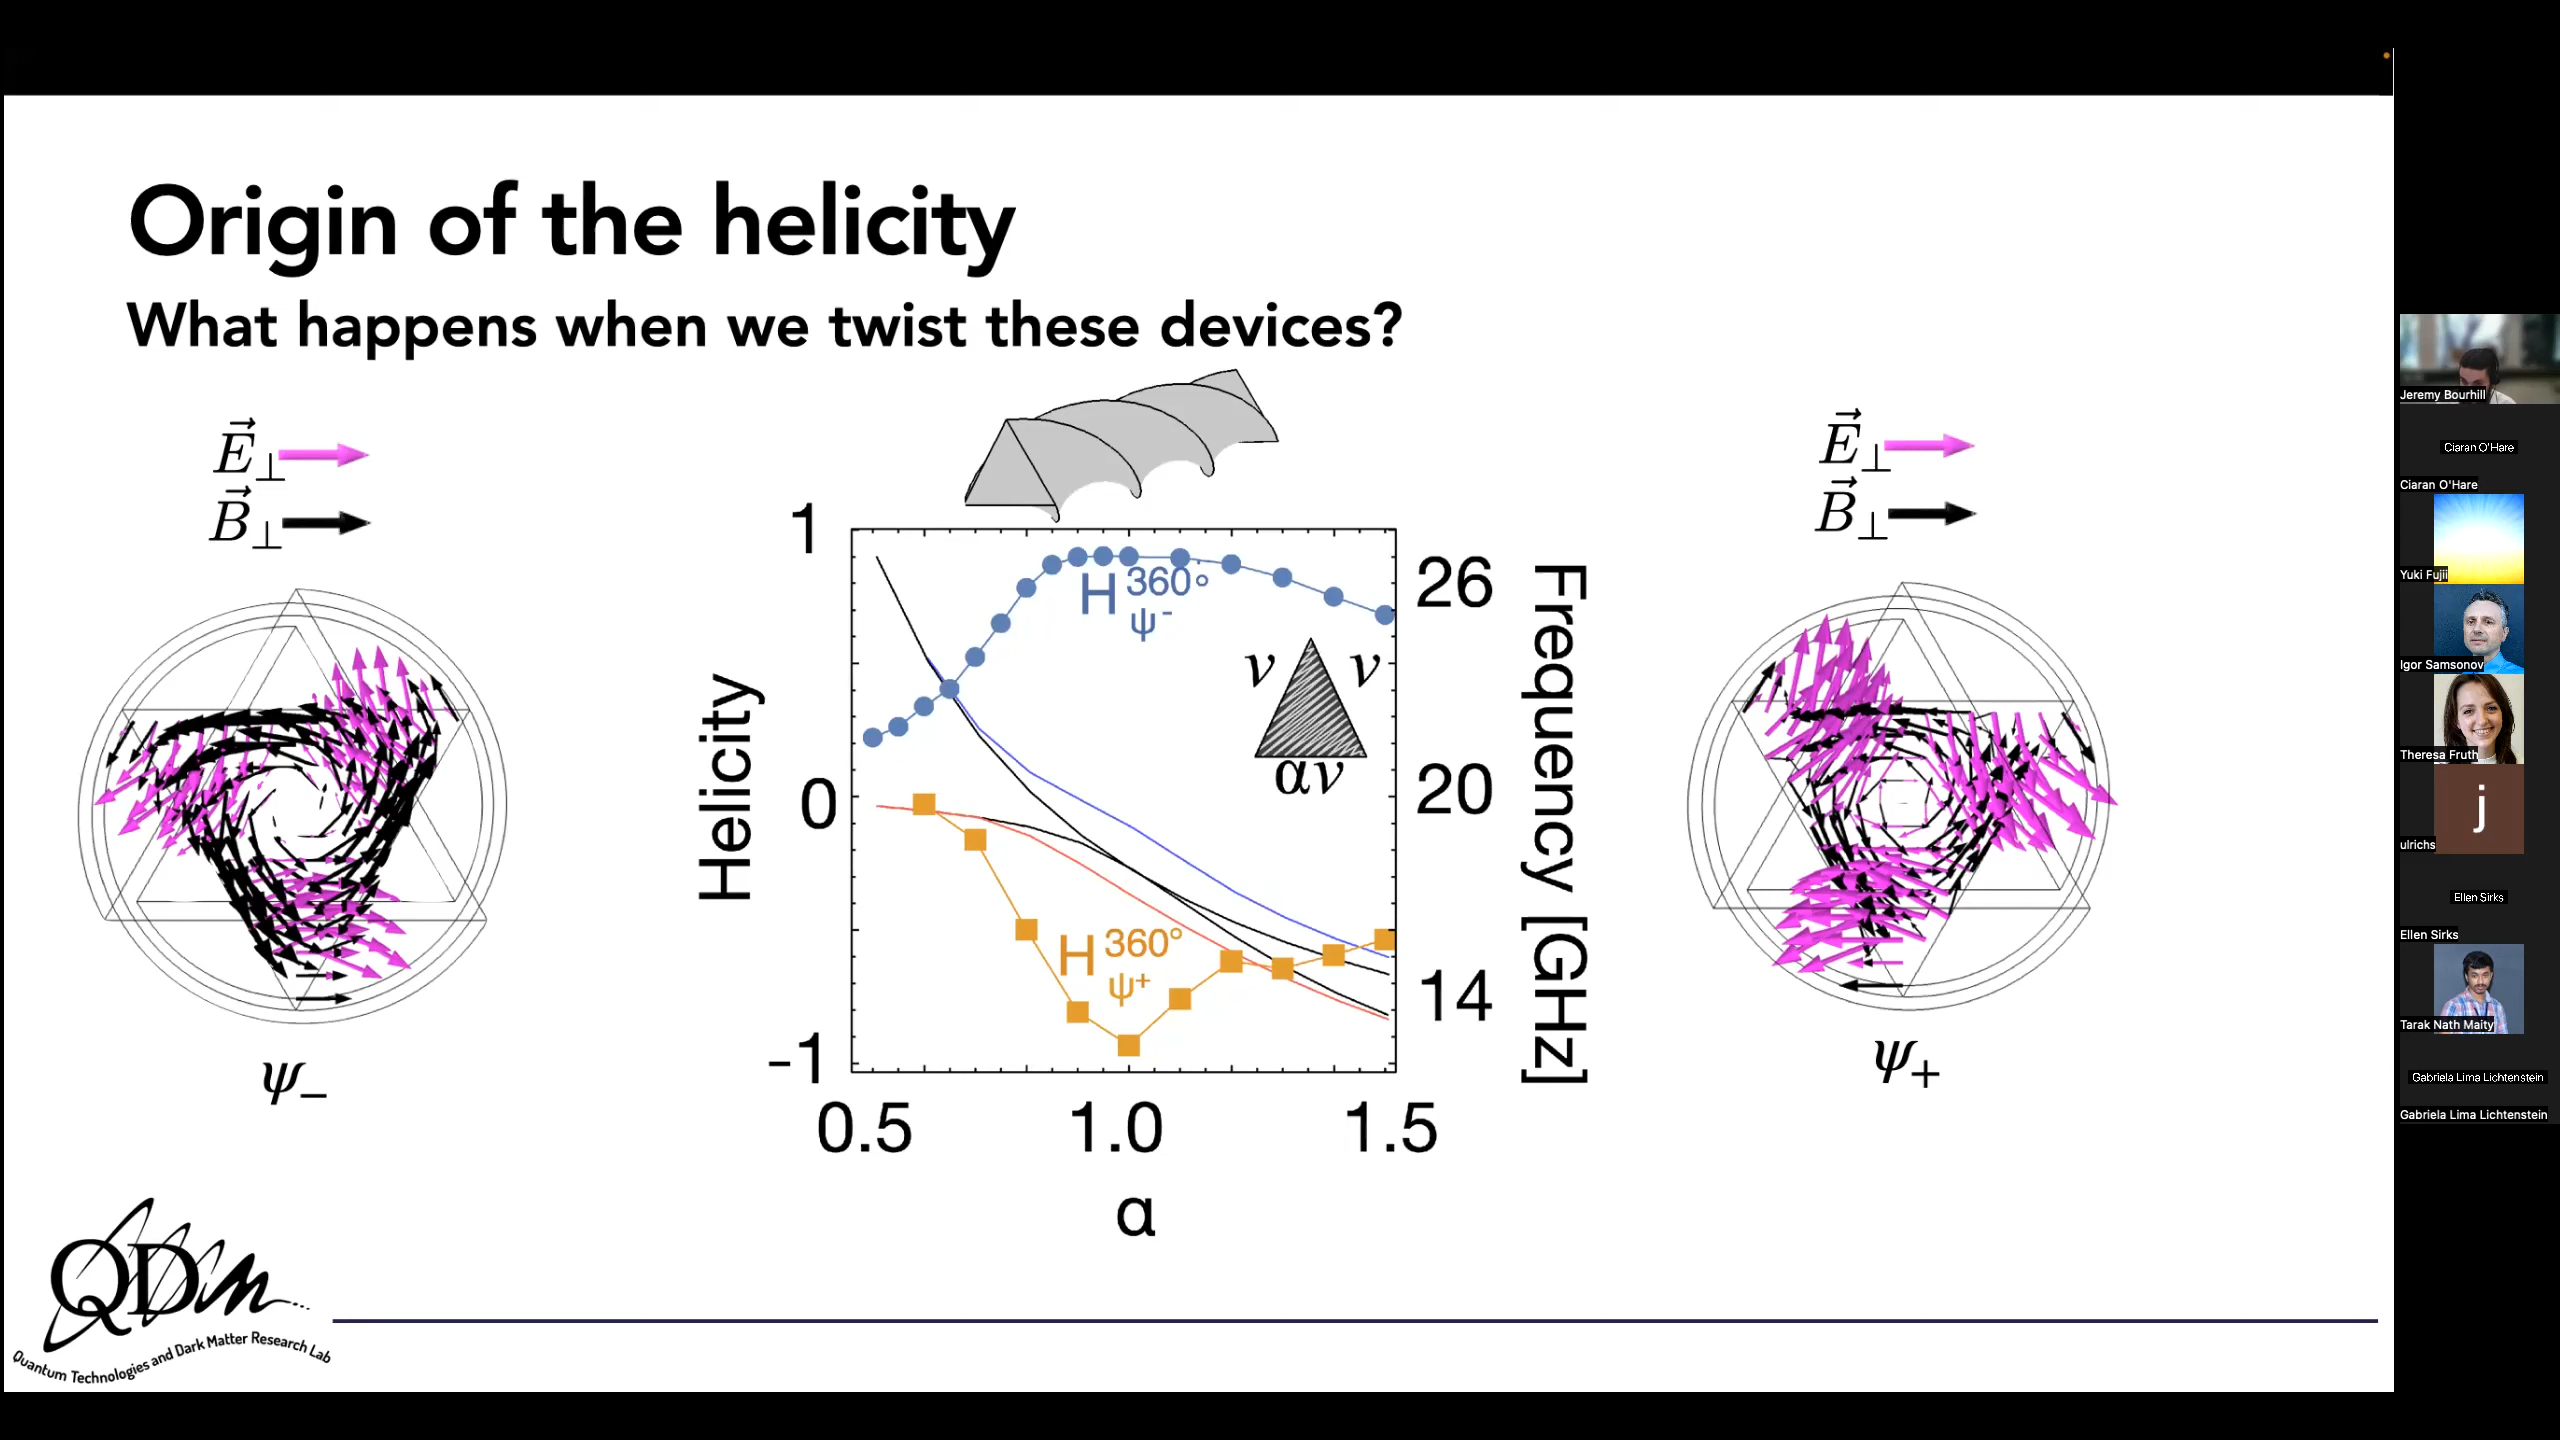 Origin of the helicity
What happens when we twist these devices?
E⃗⊥
B⃗⊥
ψ−
Helicity
1
0
-1
H 360° ψ-
H 360° ψ+
ν ν
αν
26
20
14
Frequency [GHz]
0.5 1.0 1.5
α
E⃗⊥
B⃗⊥
ψ+
QDM
Quantum Technologies and Dark Matter Research Lab
Jeremy Bourhill
Ciaran O'Hare
Ciaran O'Hare
Yuki Fujii
Igor Samsonov
Theresa Fruth
j
ulrichs
Ellen Sirks
Ellen Sirks
Tarak Nath Maity
Gabriela Lima Lichtenstein
Gabriela Lima Lichtenstein